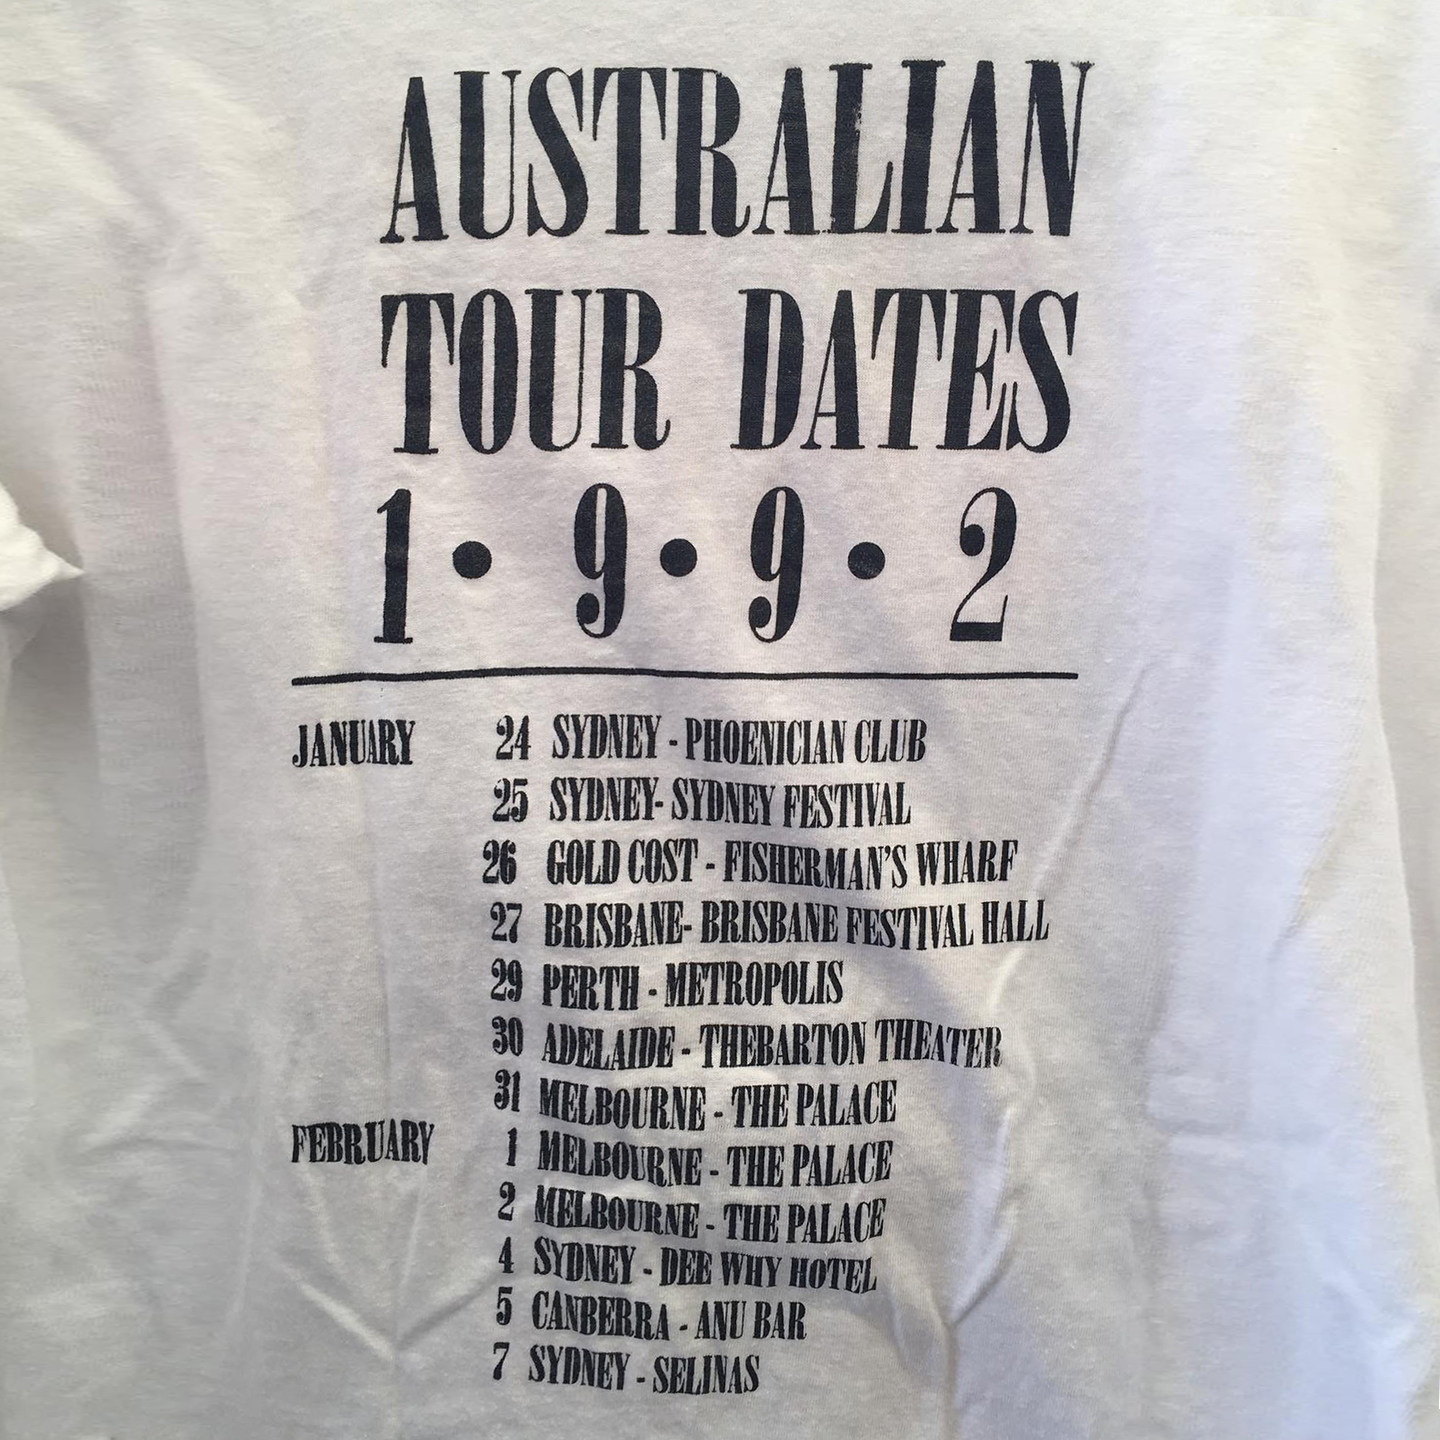 AUSTRALIAN
TOUR DATES
1•9•9•2
JANUARY 24 SYDNEY - PHOENICIAN CLUB
25 SYDNEY- SYDNEY FESTIVAL
26 GOLD COST - FISHERMAN'S WHARF
27 BRISBANE- BRISBANE FESTIVAL HALL
29 PERTH - METROPOLIS
30 ADELAIDE - THEBARTON THEATER
31 MELBOURNE - THE PALACE
FEBRUARY 1 MELBOURNE - THE PALACE
2 MELBOURNE - THE PALACE
4 SYDNEY - DEE WHY HOTEL
5 CANBERRA - ANU BAR
7 SYDNEY - SELINAS